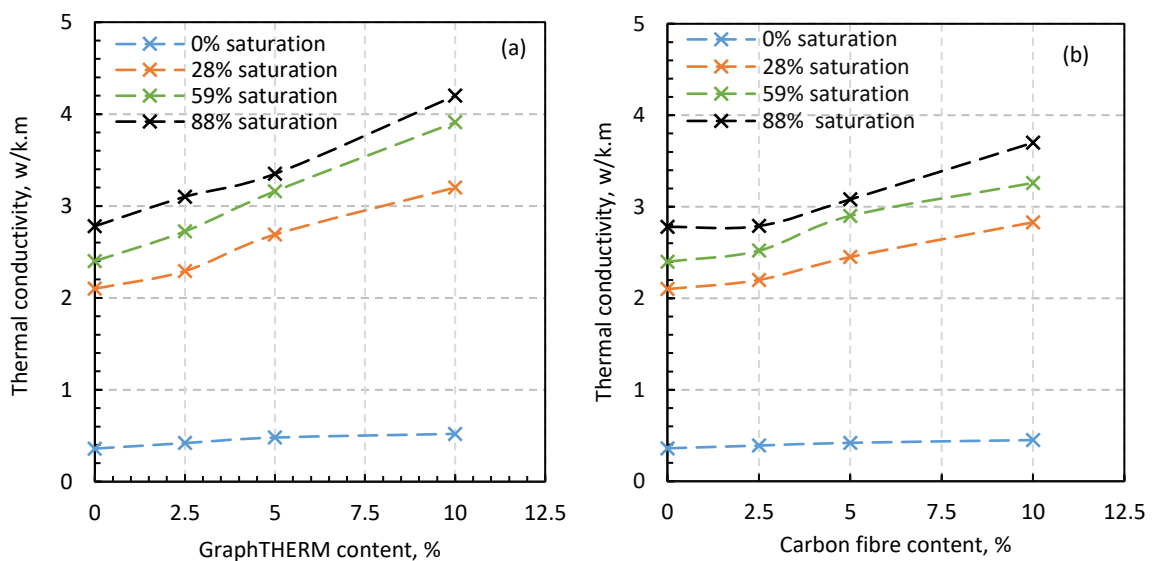 5
4
3
2
1
0
Thermal conductivity, w/k.m
0% saturation
28% saturation
59% saturation
88% saturation
(a)
0 2.5 5 7.5 10 12.5
GraphTHERM content, %
5
4
3
2
1
0
Thermal conductivity, w/k.m
0% saturation
28% saturation
59% saturation
88% saturation
(b)
0 2.5 5 7.5 10 12.5
Carbon fibre content, %